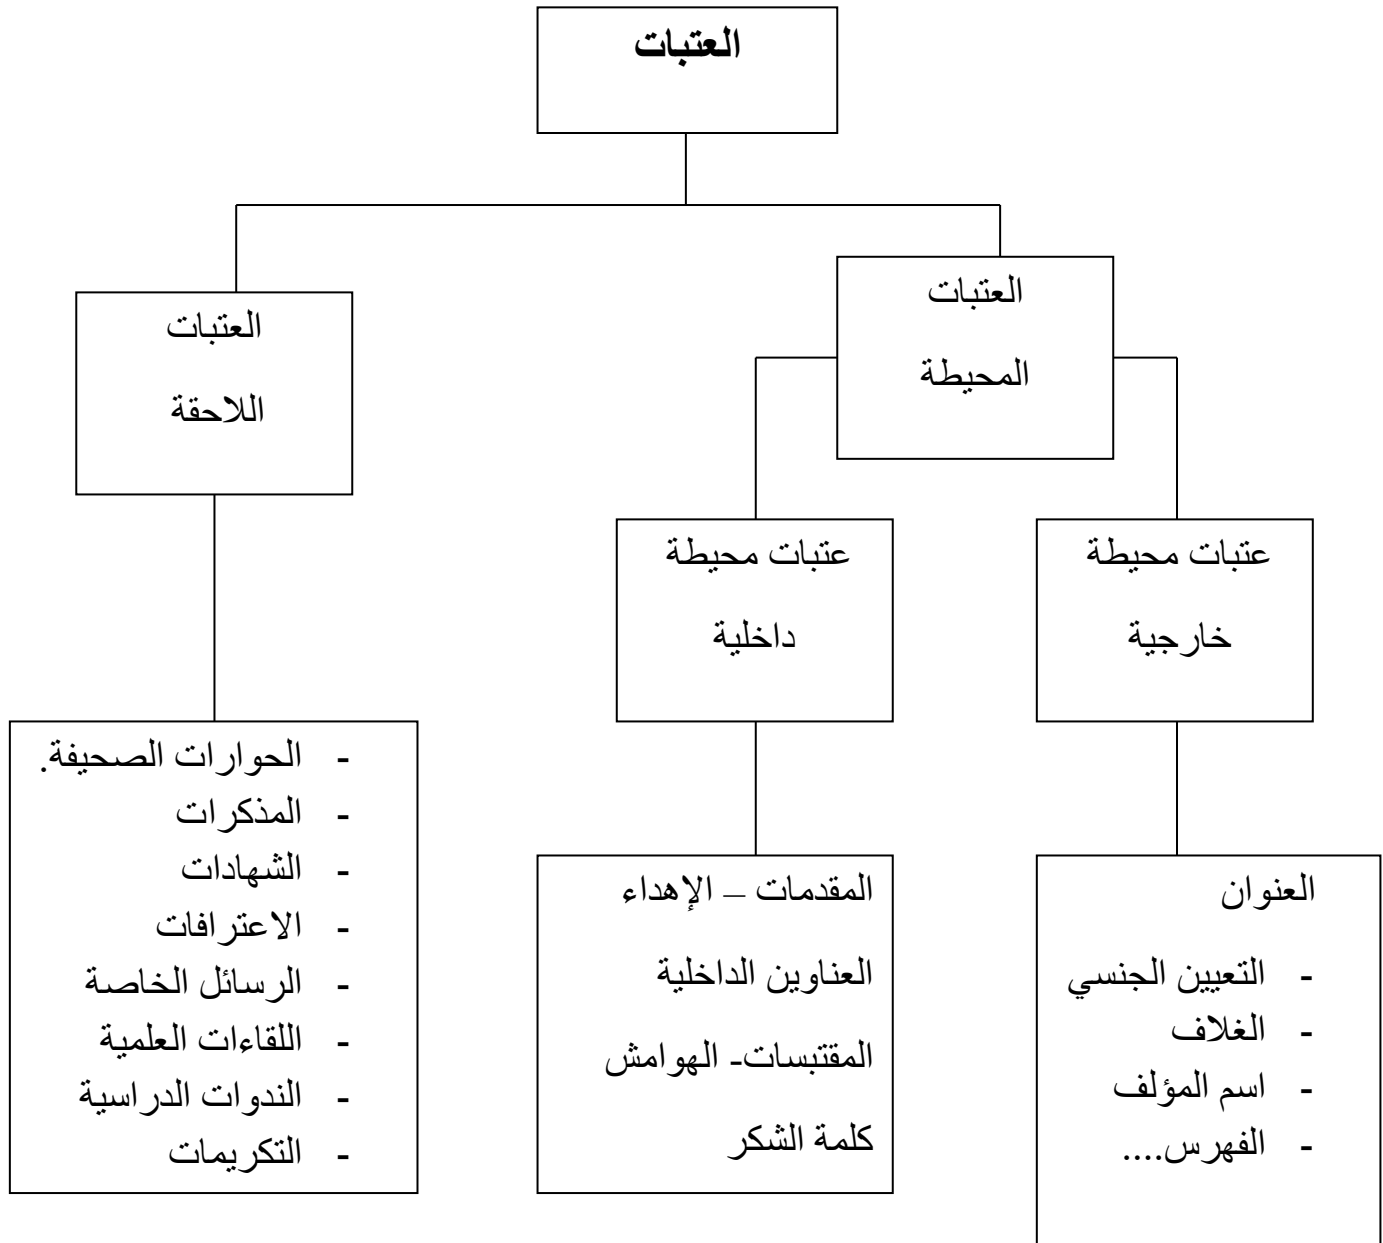 العتبات
العتبات
المحيطة
العتبات
اللاحقة
عتبات محيطة
خارجية
عتبات محيطة
داخلية
العنوان
- التعيين الجنسي
- الغلاف
- اسم المؤلف
- الفهرس....
المقدمات – الإهداء
العناوين الداخلية
المقتبسات- الهوامش
كلمة الشكر
- الحوارات الصحيفة.
- المذكرات
- الشهادات
- الاعترافات
- الرسائل الخاصة
- اللقاءات العلمية
- الندوات الدراسية
- التكريمات